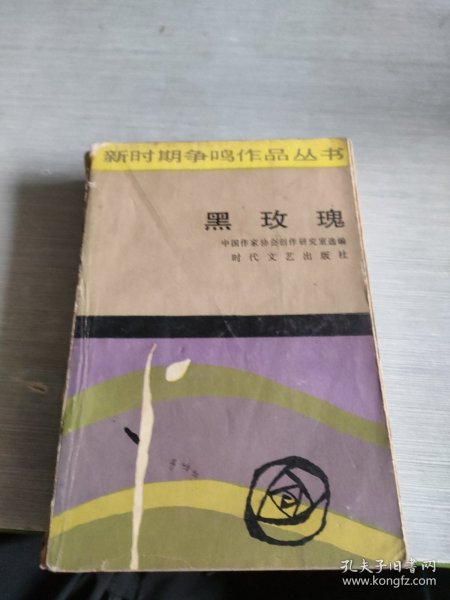 新时期争鸣作品丛书
黑玫瑰
中国作家协会创作研究室选编
时代文艺出版社
孔夫子旧书网
www.kongfz.com